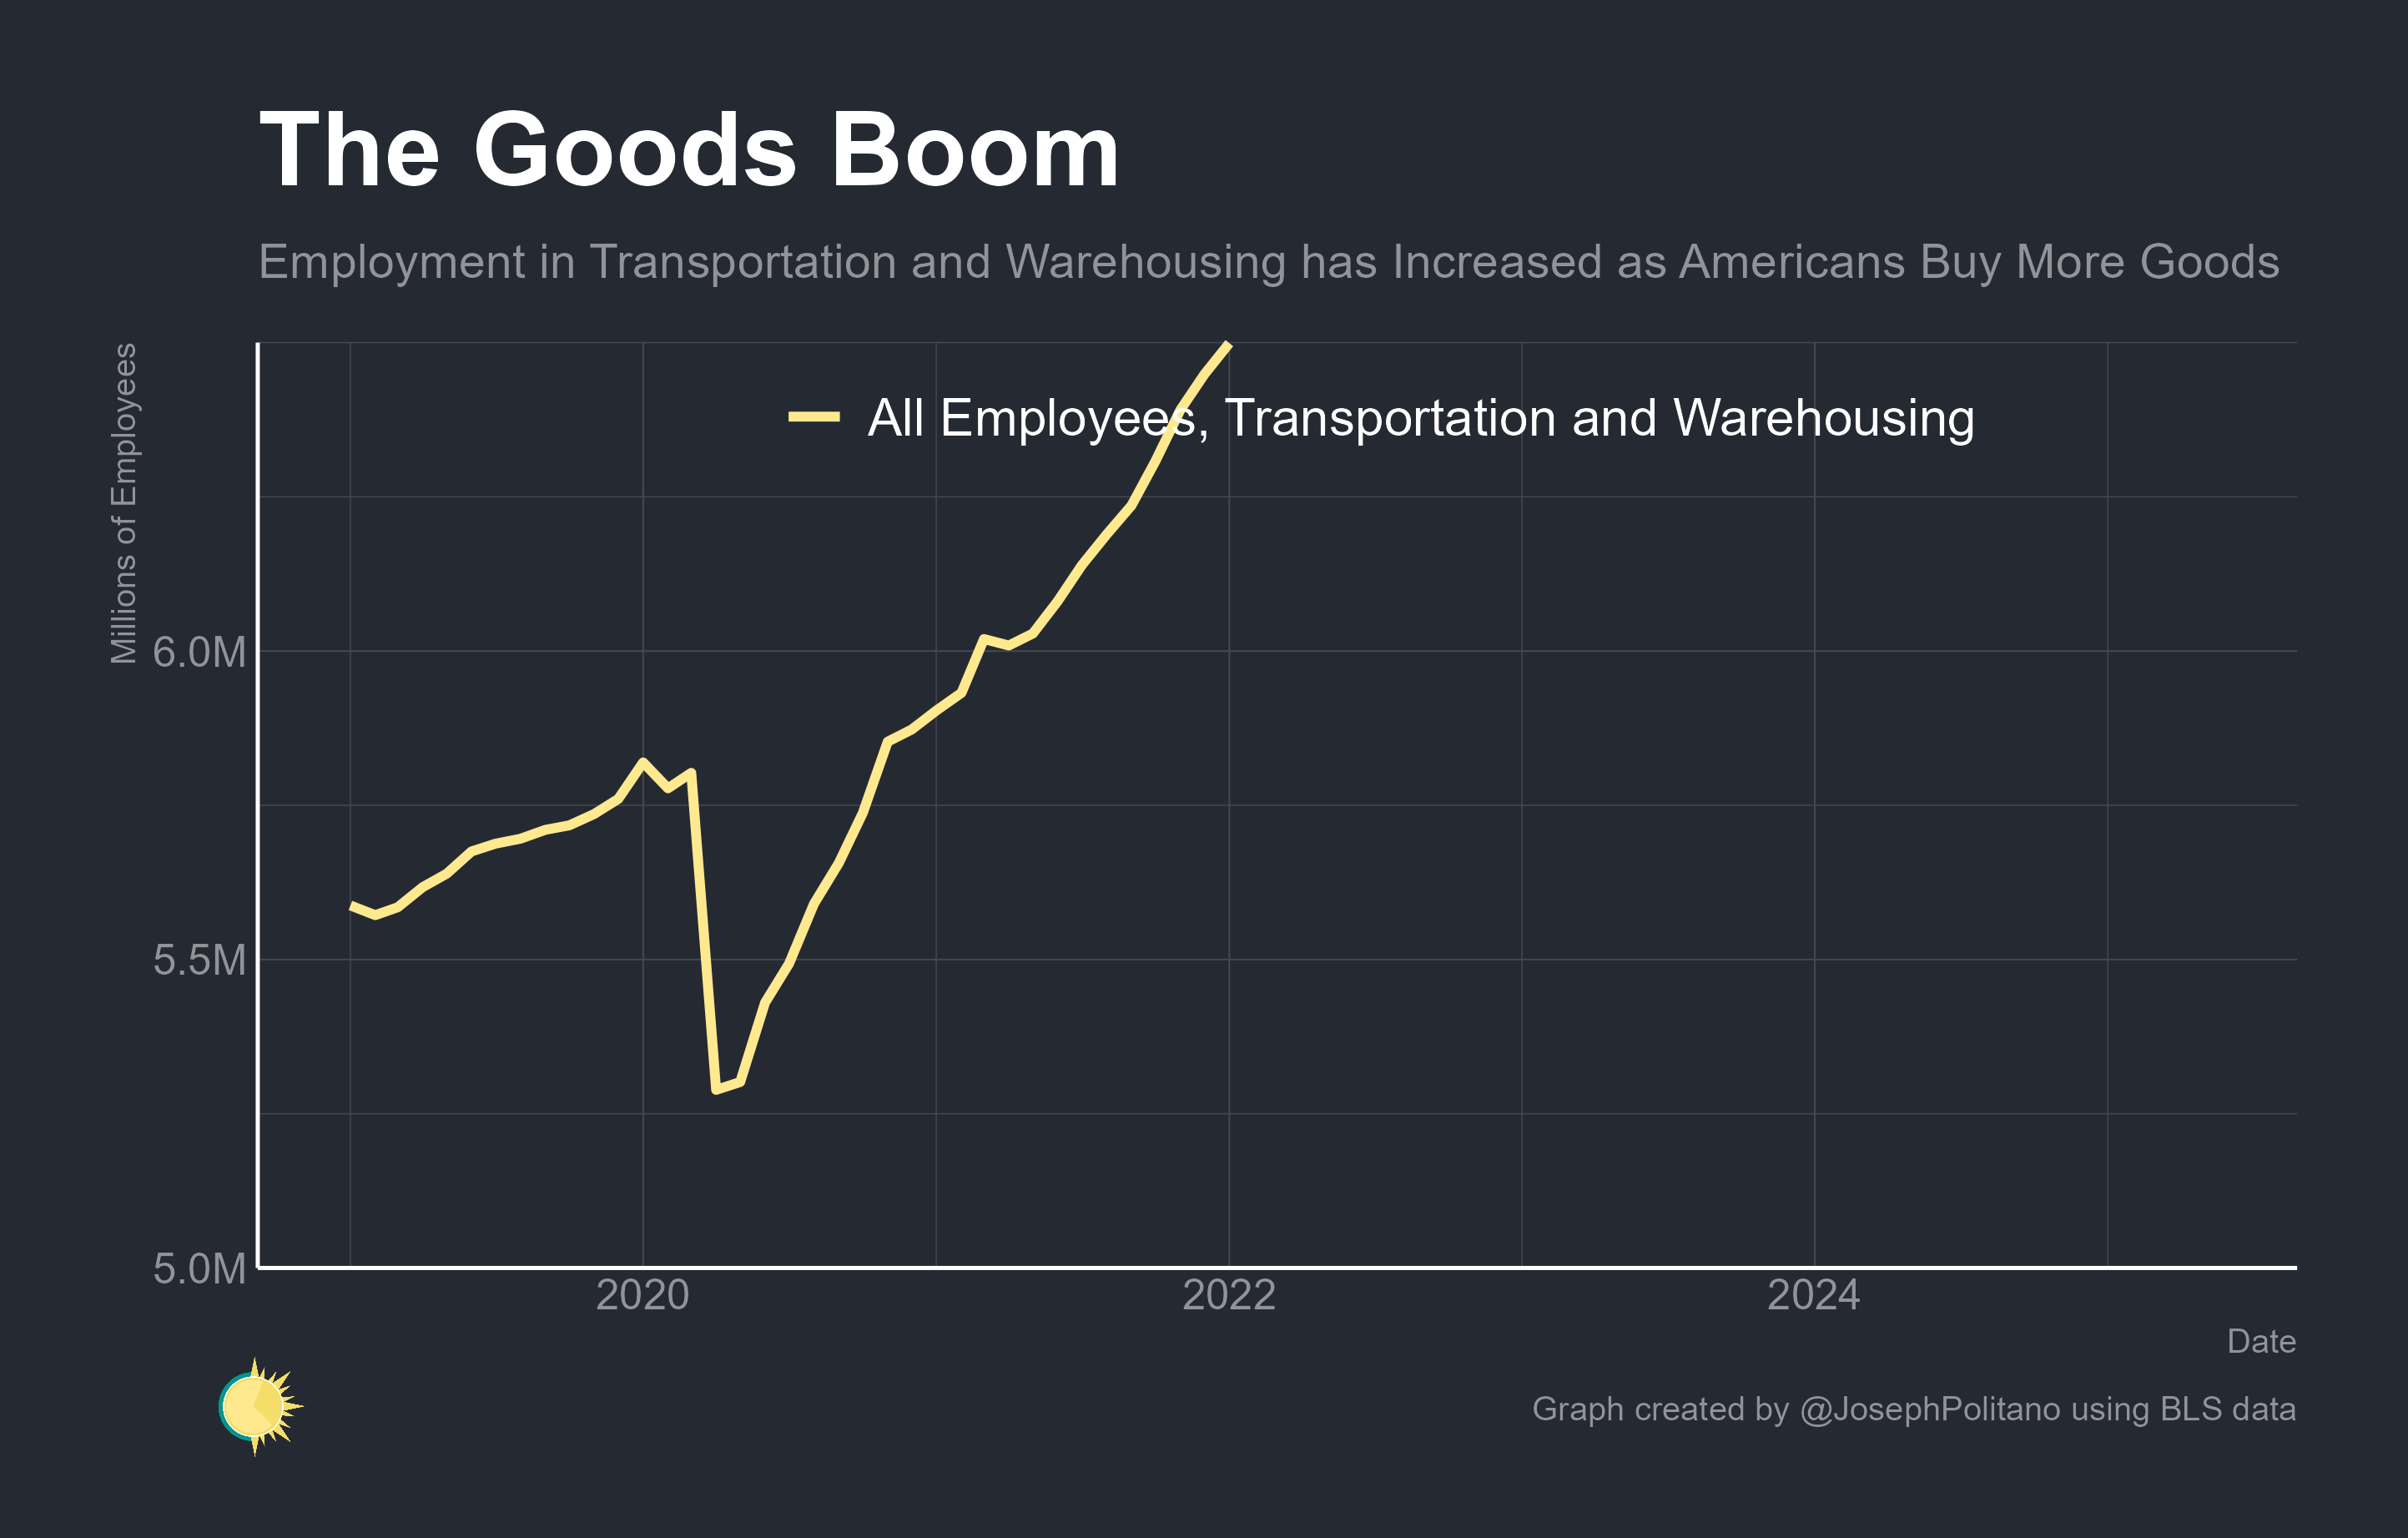 The Goods Boom
Employment in Transportation and Warehousing has Increased as Americans Buy More Goods
Millions of Employees
All Employees, Transportation and Warehousing
6.0M
5.5M
5.0M
2020 2022 2024
Date
Graph created by @JosephPolitano using BLS data